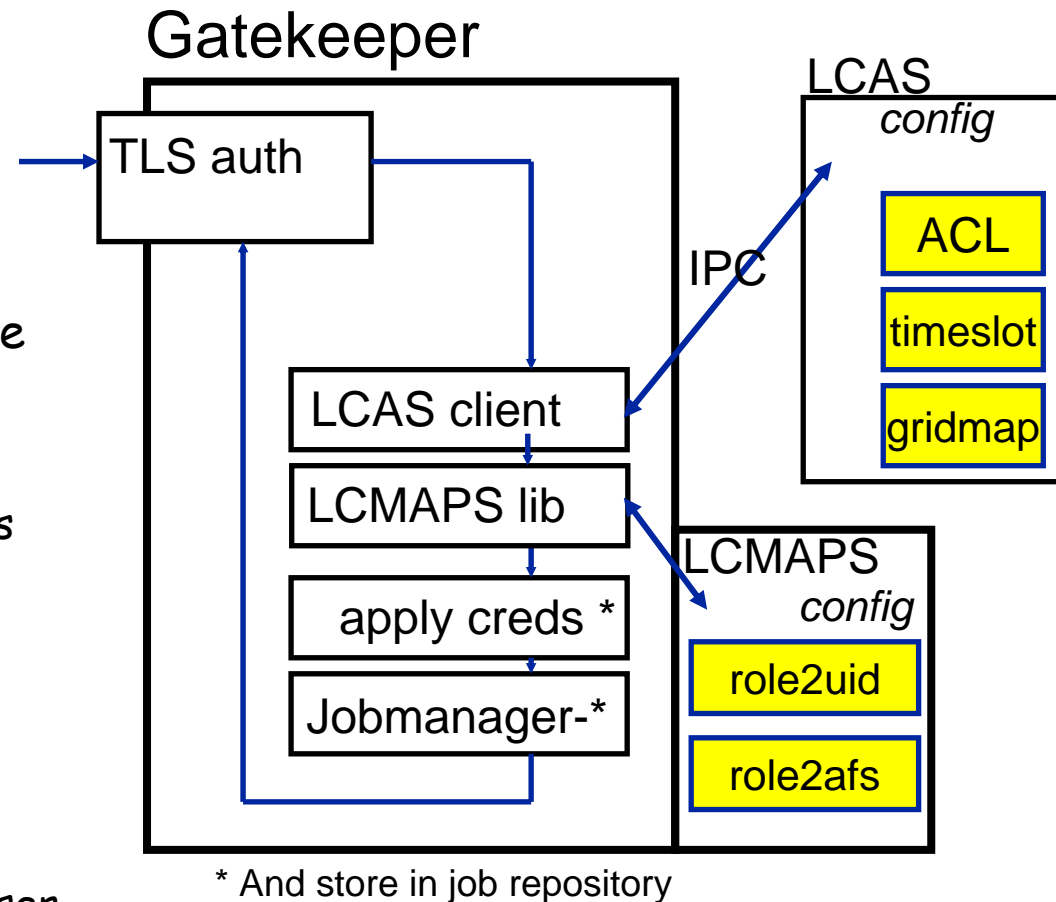 Gatekeeper
LCAS
config
TLS auth
ACL
IPC
timeslot
LCAS client
gridmap
LCMAPS lib
LCMAPS
config
apply creds *
role2uid
Jobmanager-*
role2afs
* And store in job repository